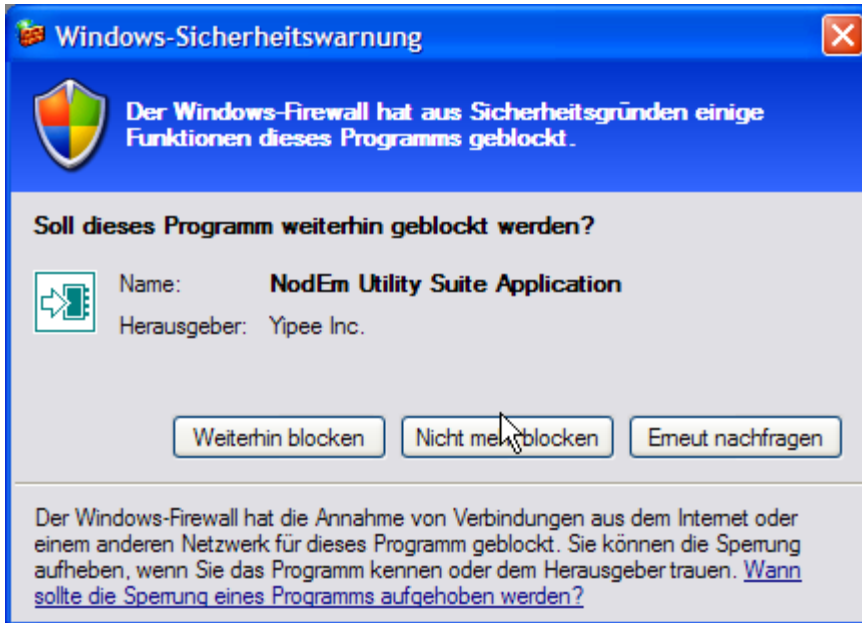 Windows-Sicherheitswarnung
Der Windows-Firewall hat aus Sicherheitsgründen einige
Funktionen dieses Programms geblockt.
Soll dieses Programm weiterhin geblockt werden?
Name: NodEm Utility Suite Application
Herausgeber: Yipee Inc.
Weiterhin blocken Nicht mehr blocken Erneut nachfragen
Der Windows-Firewall hat die Annahme von Verbindungen aus dem Internet oder
einem anderen Netzwerk für dieses Programm geblockt. Sie können die Sperrung
aufheben, wenn Sie das Programm kennen oder dem Herausgeber trauen. Wann
sollte die Sperrung eines Programms aufgehoben werden?